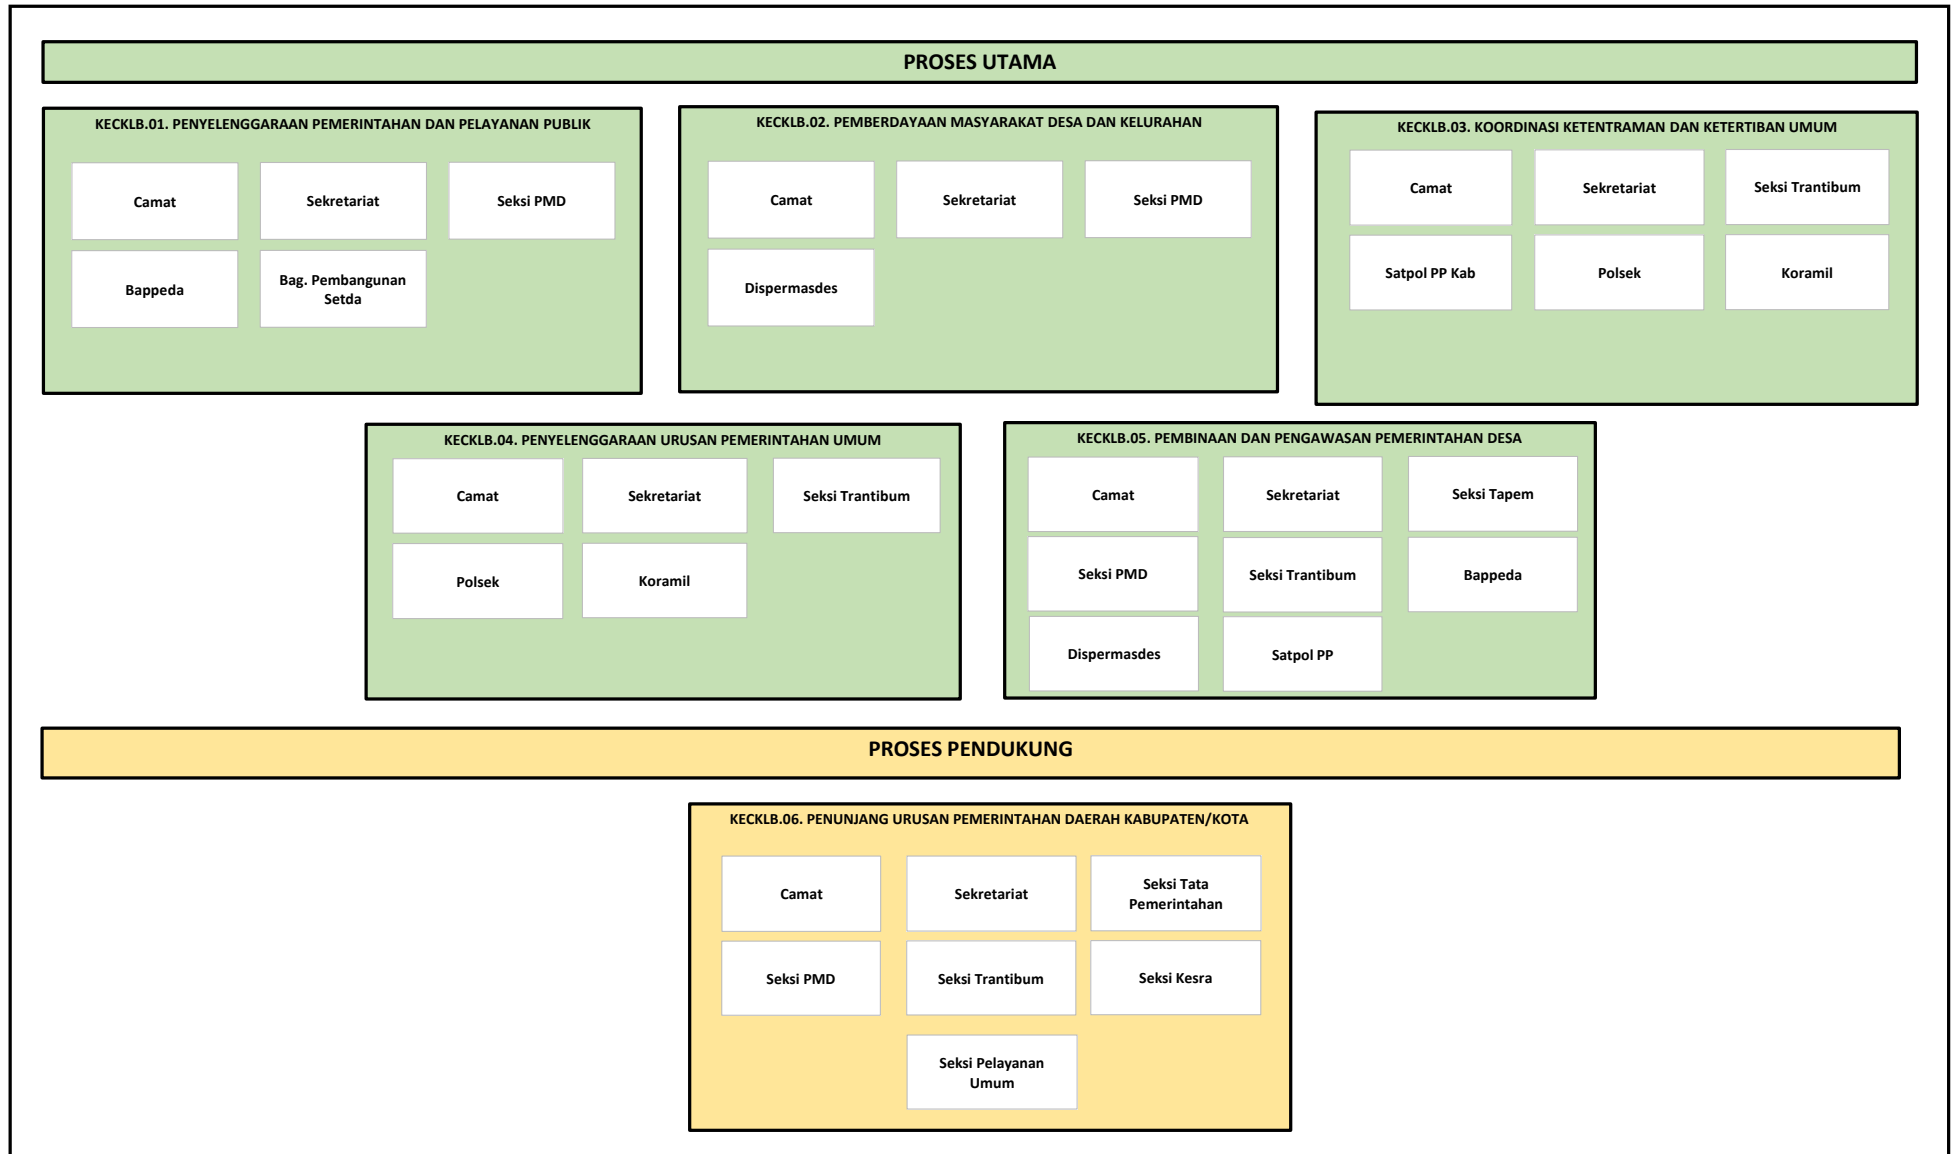 PROSES UTAMA
KECKLB.01. PENYELENGGARAAN PEMERINTAHAN DAN PELAYANAN PUBLIK
Camat
Sekretariat
Seksi PMD
Bappeda
Bag. Pembangunan
Setda
KECKLB.02. PEMBERDAYAAN MASYARAKAT DESA DAN KELURAHAN
Camat
Sekretariat
Seksi PMD
Dispermasdes
KECKLB.03. KOORDINASI KETENTRAMAN DAN KETERTIBAN UMUM
Camat
Sekretariat
Seksi Trantibum
Satpol PP Kab
Polsek
Koramil
KECKLB.04. PENYELENGGARAAN URUSAN PEMERINTAHAN UMUM
Camat
Sekretariat
Seksi Trantibum
Polsek
Koramil
KECKLB.05. PEMBINAAN DAN PENGAWASAN PEMERINTAHAN DESA
Camat
Sekretariat
Seksi Tapem
Seksi PMD
Seksi Trantibum
Bappeda
Dispermasdes
Satpol PP
PROSES PENDUKUNG
KECKLB.06. PENUNJANG URUSAN PEMERINTAHAN DAERAH KABUPATEN/KOTA
Camat
Sekretariat
Seksi Tata
Pemerintahan
Seksi PMD
Seksi Trantibum
Seksi Kesra
Seksi Pelayanan
Umum